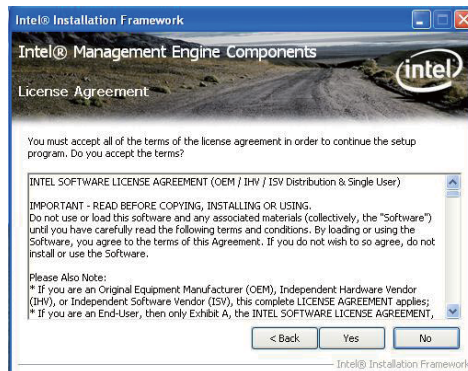 Intel® Installation Framework
Intel® Management Engine Components
intel
License Agreement
You must accept all of the terms of the license agreement in order to continue the setup
program. Do you accept the terms?
INTEL SOFTWARE LICENSE AGREEMENT (OEM / IHV / ISV Distribution & Single User)
IMPORTANT - READ BEFORE COPYING, INSTALLING OR USING.
Do not use or load this software and any associated materials (collectively, the "Software")
until you have carefully read the following terms and conditions. By loading or using the
Software, you agree to the terms of this Agreement. If you do not wish to so agree, do not
install or use the Software.
Please Also Note:
* If you are an Original Equipment Manufacturer (OEM), Independent Hardware Vendor
(IHV), or Independent Software Vendor (ISV), this complete LICENSE AGREEMENT applies;
* If you are an End-User, then only Exhibit A, the INTEL SOFTWARE LICENSE AGREEMENT,
< Back Yes No
Intel® Installation Framework